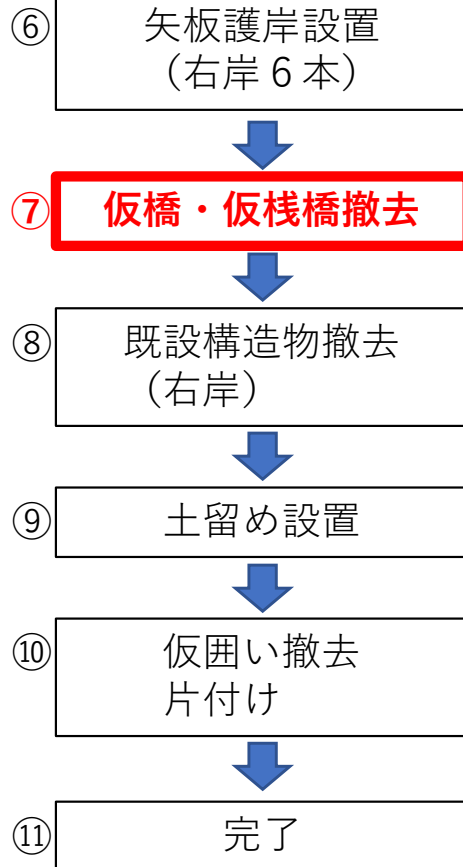 ⑥ 矢板護岸設置
（右岸６本）
⑦ 仮橋・仮桟橋撤去
⑧ 既設構造物撤去
（右岸）
⑨ 土留め設置
⑩ 仮囲い撤去
片付け
⑪ 完了